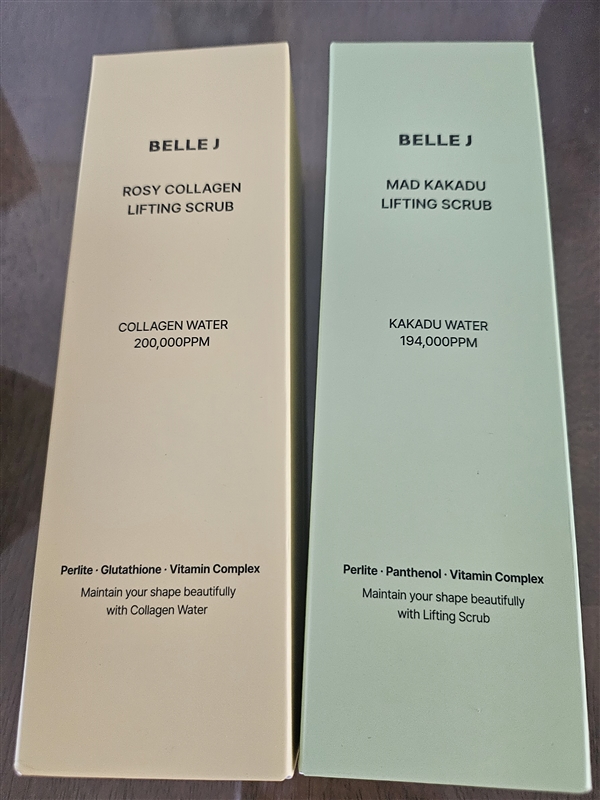 BELLE J
ROSY COLLAGEN
LIFTING SCRUB
COLLAGEN WATER
200,000PPM
Perlite · Glutathione · Vitamin Complex
Maintain your shape beautifully
with Collagen Water
BELLE J
MAD KAKADU
LIFTING SCRUB
KAKADU WATER
194,000PPM
Perlite · Panthenol · Vitamin Complex
Maintain your shape beautifully
with Lifting Scrub